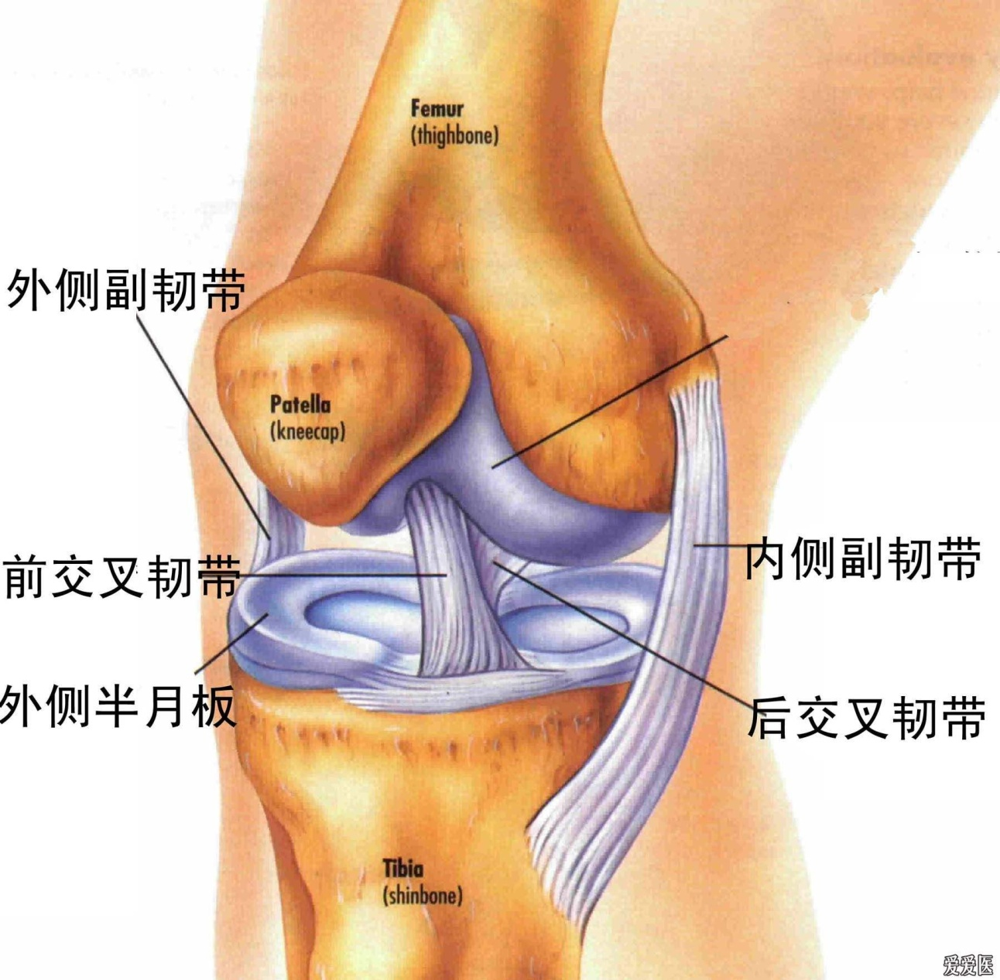 Femur
(thighbone)
外侧副韧带
Patella
(kneecap)
内侧副韧带
前交叉韧带
外侧半月板
后交叉韧带
Tibia
(shinbone)
爱爱医